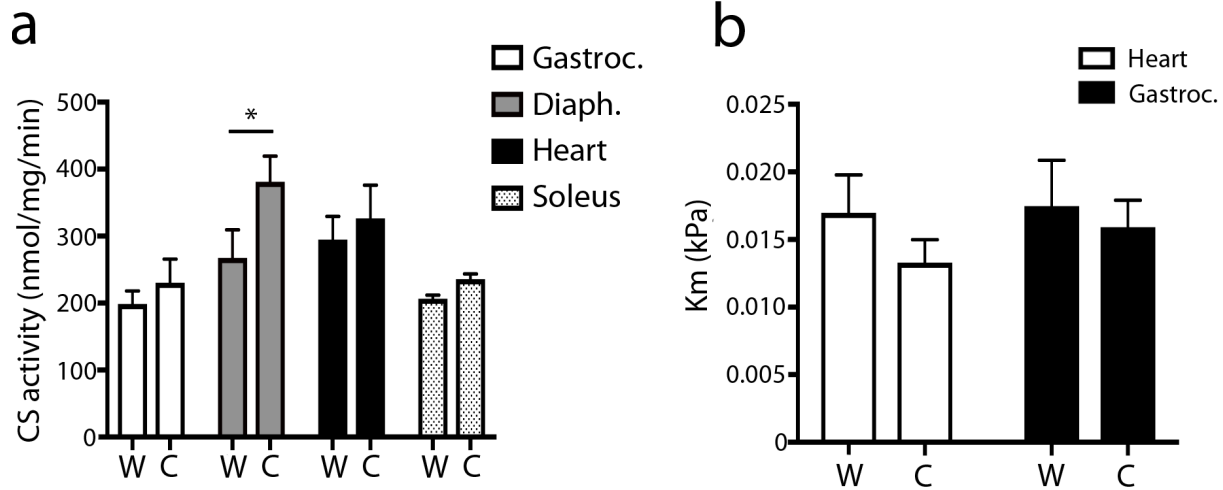 a
Gastroc.
Diaph.
Heart
Soleus
CS activity (nmol/mg/min)
500
400
300
200
100
0
*
W C W C W C W C
b
Heart
Gastroc.
Km (kPa)
0.025
0.020
0.015
0.010
0.005
0
W C W C